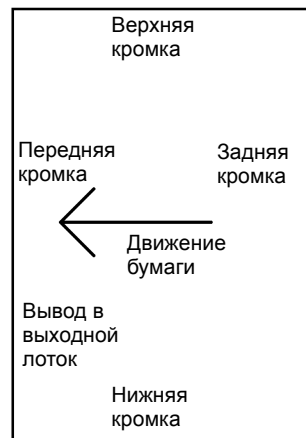 Верхняя
кромка
Передняя
кромка
Задняя
кромка
Движение
бумаги
Вывод в
выходной
лоток
Нижняя
кромка